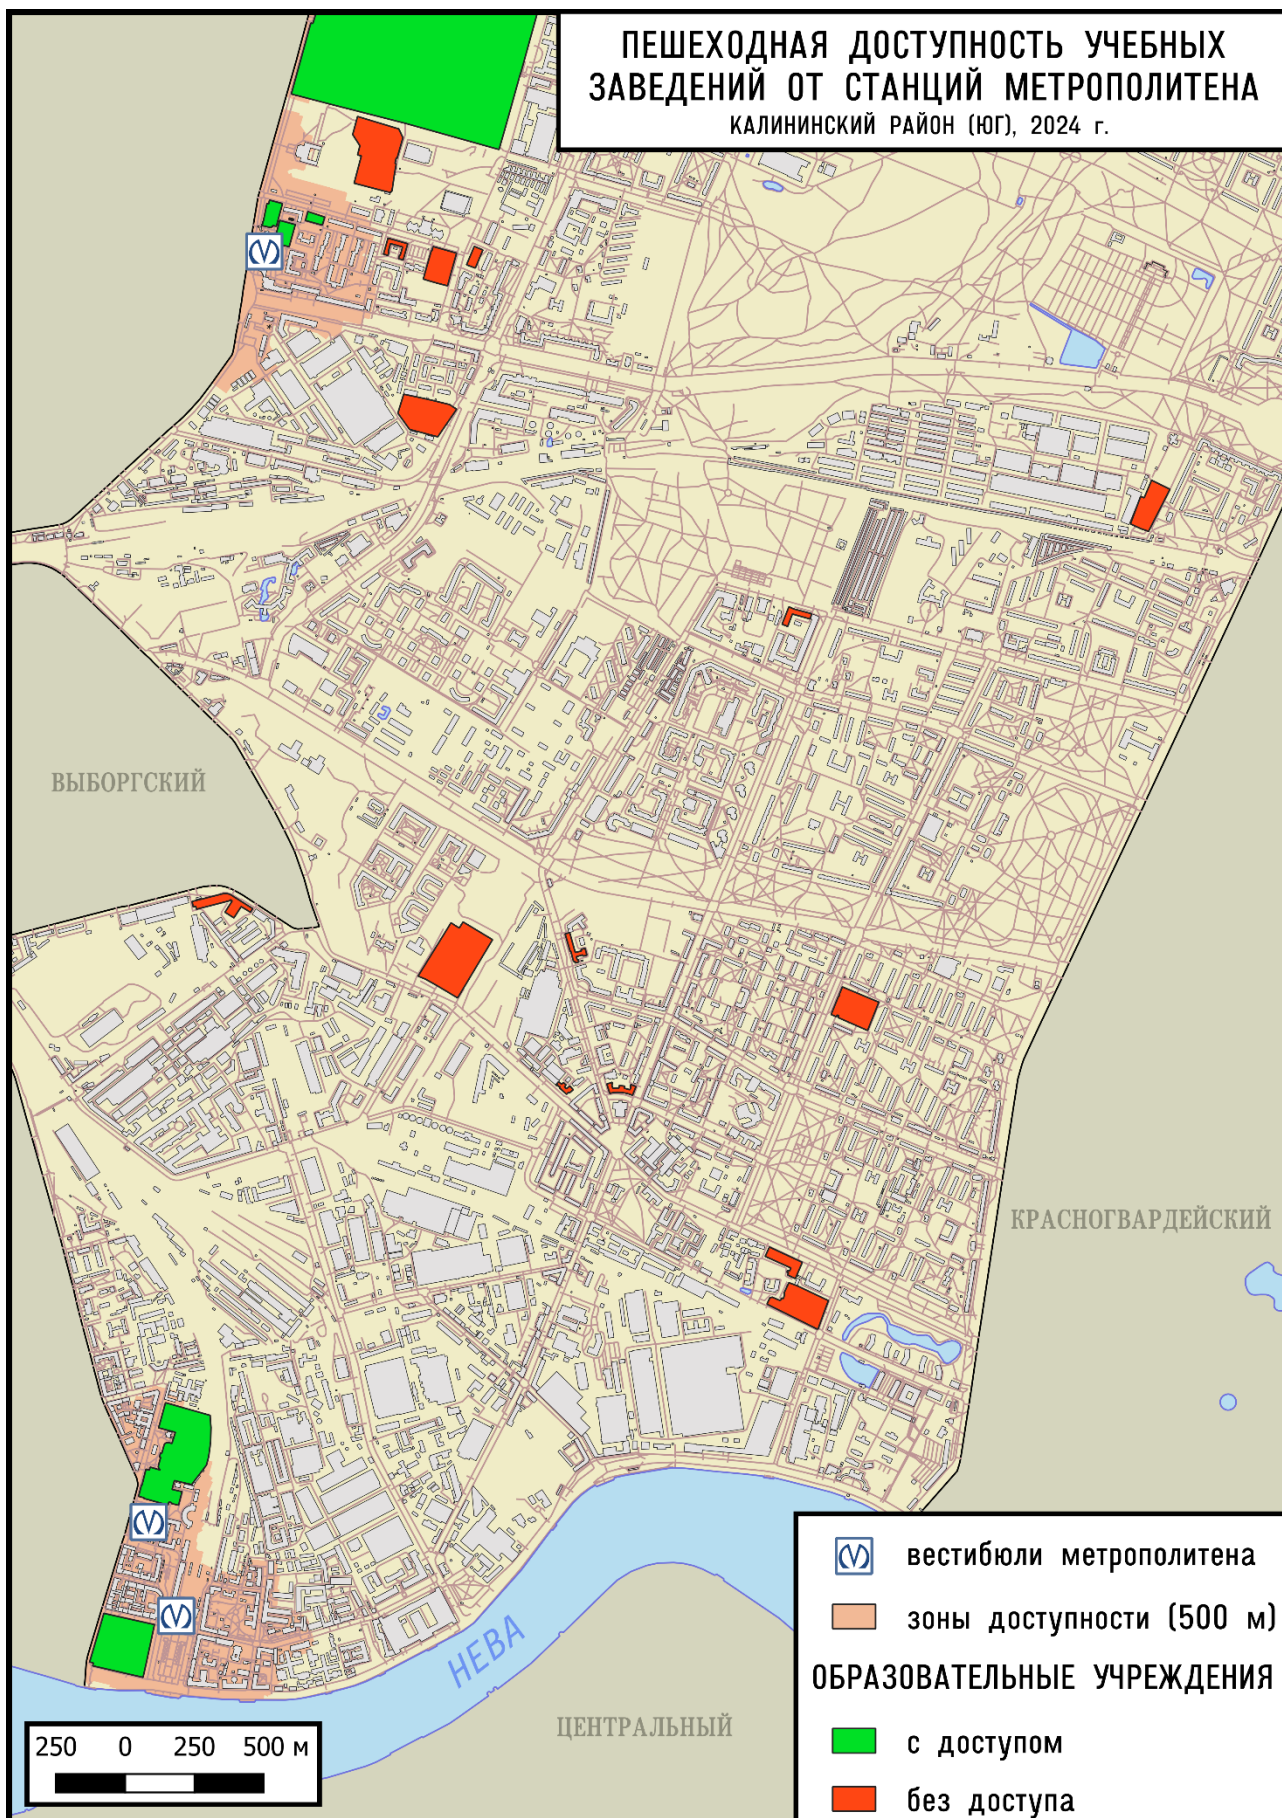 ПЕШЕХОДНАЯ ДОСТУПНОСТЬ УЧЕБНЫХ
ЗАВЕДЕНИЙ ОТ СТАНЦИЙ МЕТРОПОЛИТЕНА
КАЛИНИНСКИЙ РАЙОН (ЮГ), 2024 г.
ВЫБОРГСКИЙ
КРАСНОГВАРДЕЙСКИЙ
НЕВА
ЦЕНТРАЛЬНЫЙ
250 0 250 500 м
вестибюли метрополитена
зоны доступности (500 м)
ОБРАЗОВАТЕЛЬНЫЕ УЧРЕЖДЕНИЯ
с доступом
без доступа